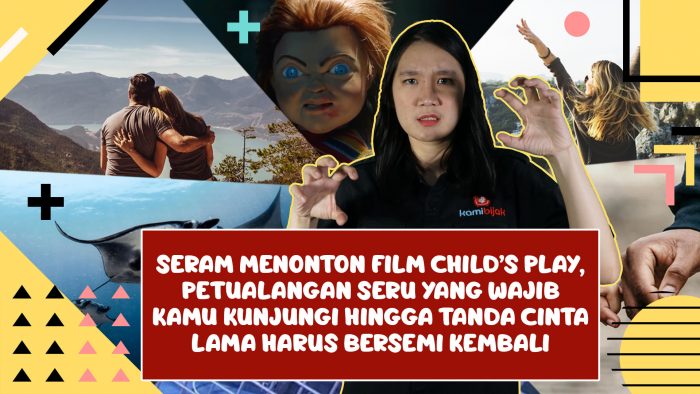 kamibijak
SERAM MENONTON FILM CHILD'S PLAY,
PETUALANGAN SERU YANG WAJIB
KAMU KUNJUNGI HINGGA TANDA CINTA
LAMA HARUS BERSEMI KEMBALI